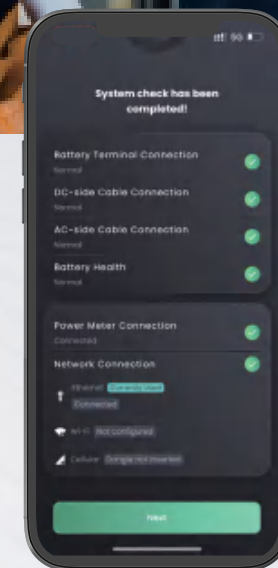 5G
System check has been
completed!
Battery Terminal Connection
Normal
DC-side Cable Connection
Normal
AC-side Cable Connection
Normal
Battery Health
Normal
Power Meter Connection
Connected
Network Connection
Ethernet Currently Used
Connected
Wi-Fi Not configured
Cellular Dongle not inserted
Next